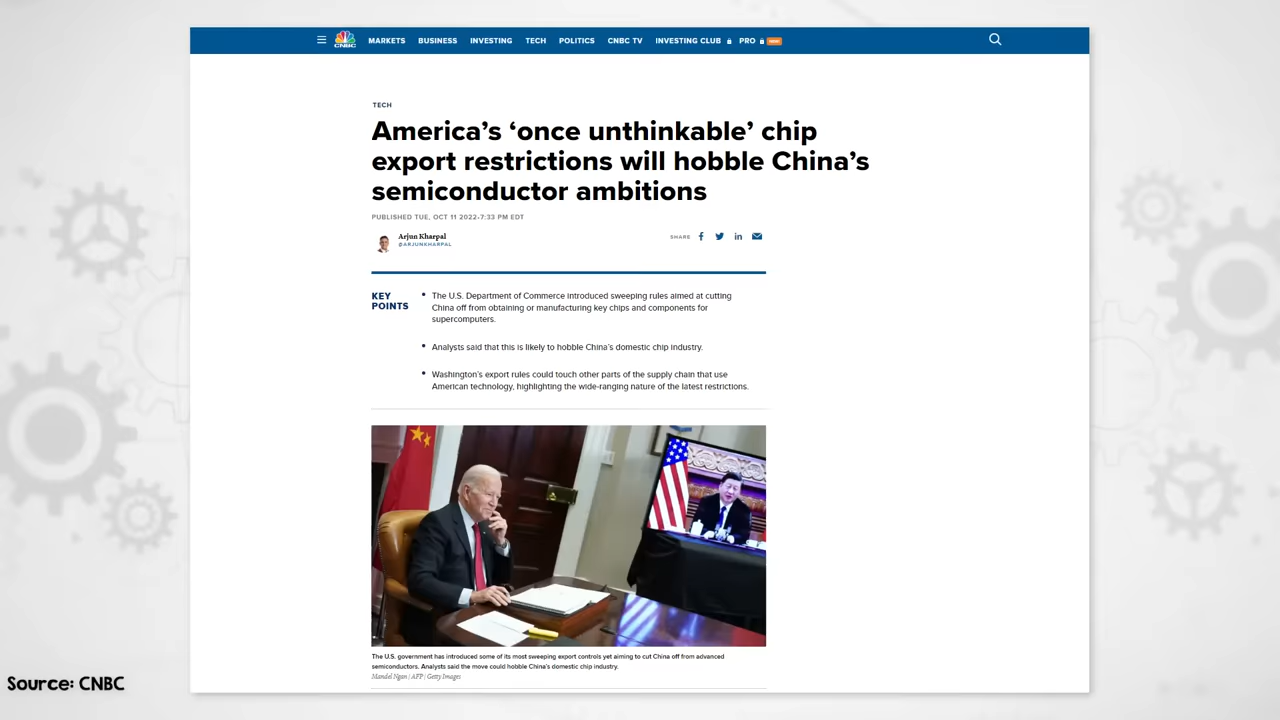 CNBC
MARKETS BUSINESS INVESTING TECH POLITICS CNBC TV INVESTING CLUB PRO NEW
TECH
America’s ‘once unthinkable’ chip
export restrictions will hobble China’s
semiconductor ambitions
PUBLISHED TUE, OCT 11 2022•7:33 PM EDT
Arjun Kharpal
@ARJUNKHARPAL
SHARE
KEY
POINTS
• The U.S. Department of Commerce introduced sweeping rules aimed at cutting
China off from obtaining or manufacturing key chips and components for
supercomputers.
• Analysts said that this is likely to hobble China’s domestic chip industry.
• Washington’s export rules could touch other parts of the supply chain that use
American technology, highlighting the wide-ranging nature of the latest restrictions.
The U.S. government has introduced some of its most sweeping export controls yet aiming to cut China off from advanced
semiconductors. Analysts said the move could hobble China’s domestic chip industry.
Mandel Ngan | AFP | Getty Images
Source: CNBC